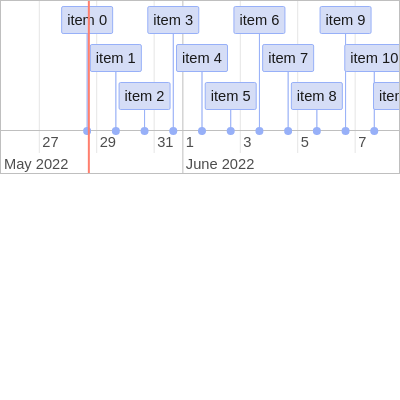 item 0 item 3 item 6 item 9
item 1 item 4 item 7 item 10
item 2 item 5 item 8
27 29 31 1 3 5 7
May 2022 June 2022